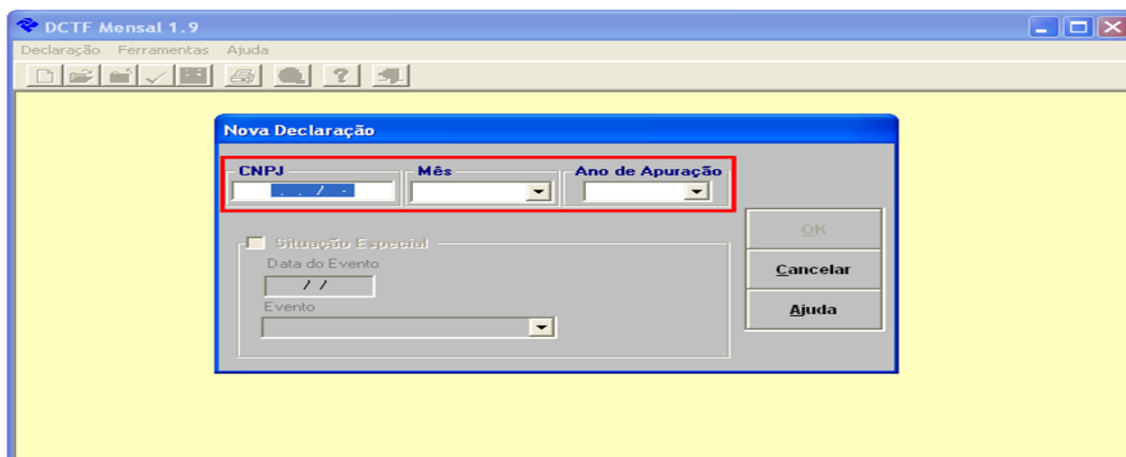 DCTF Mensal 1.9
Declaração Ferramentas Ajuda
Nova Declaração
CNPJ Mês Ano de Apuração
. . / -
Situação Especial
OK
Data do Evento
/ /
Cancelar
Evento
Ajuda